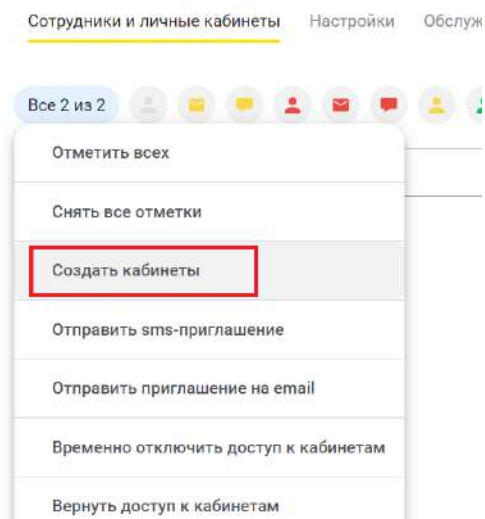 Сотрудники и личные кабинеты Настройки
Все 2 из 2
Отметить всех
Снять все отметки
Создать кабинеты
Отправить sms-приглашение
Отправить приглашение на email
Временно отключить доступ к кабинетам
Вернуть доступ к кабинетам